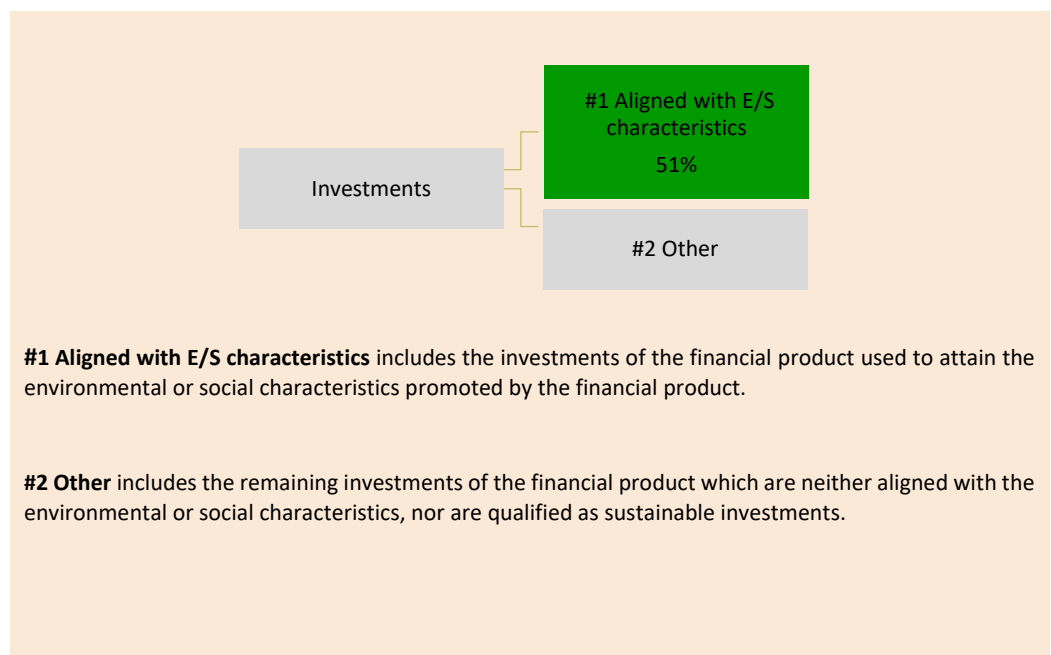 #1 Aligned with E/S
characteristics
51%
Investments
#2 Other
#1 Aligned with E/S characteristics includes the investments of the financial product used to attain the
environmental or social characteristics promoted by the financial product.
#2 Other includes the remaining investments of the financial product which are neither aligned with the
environmental or social characteristics, nor are qualified as sustainable investments.